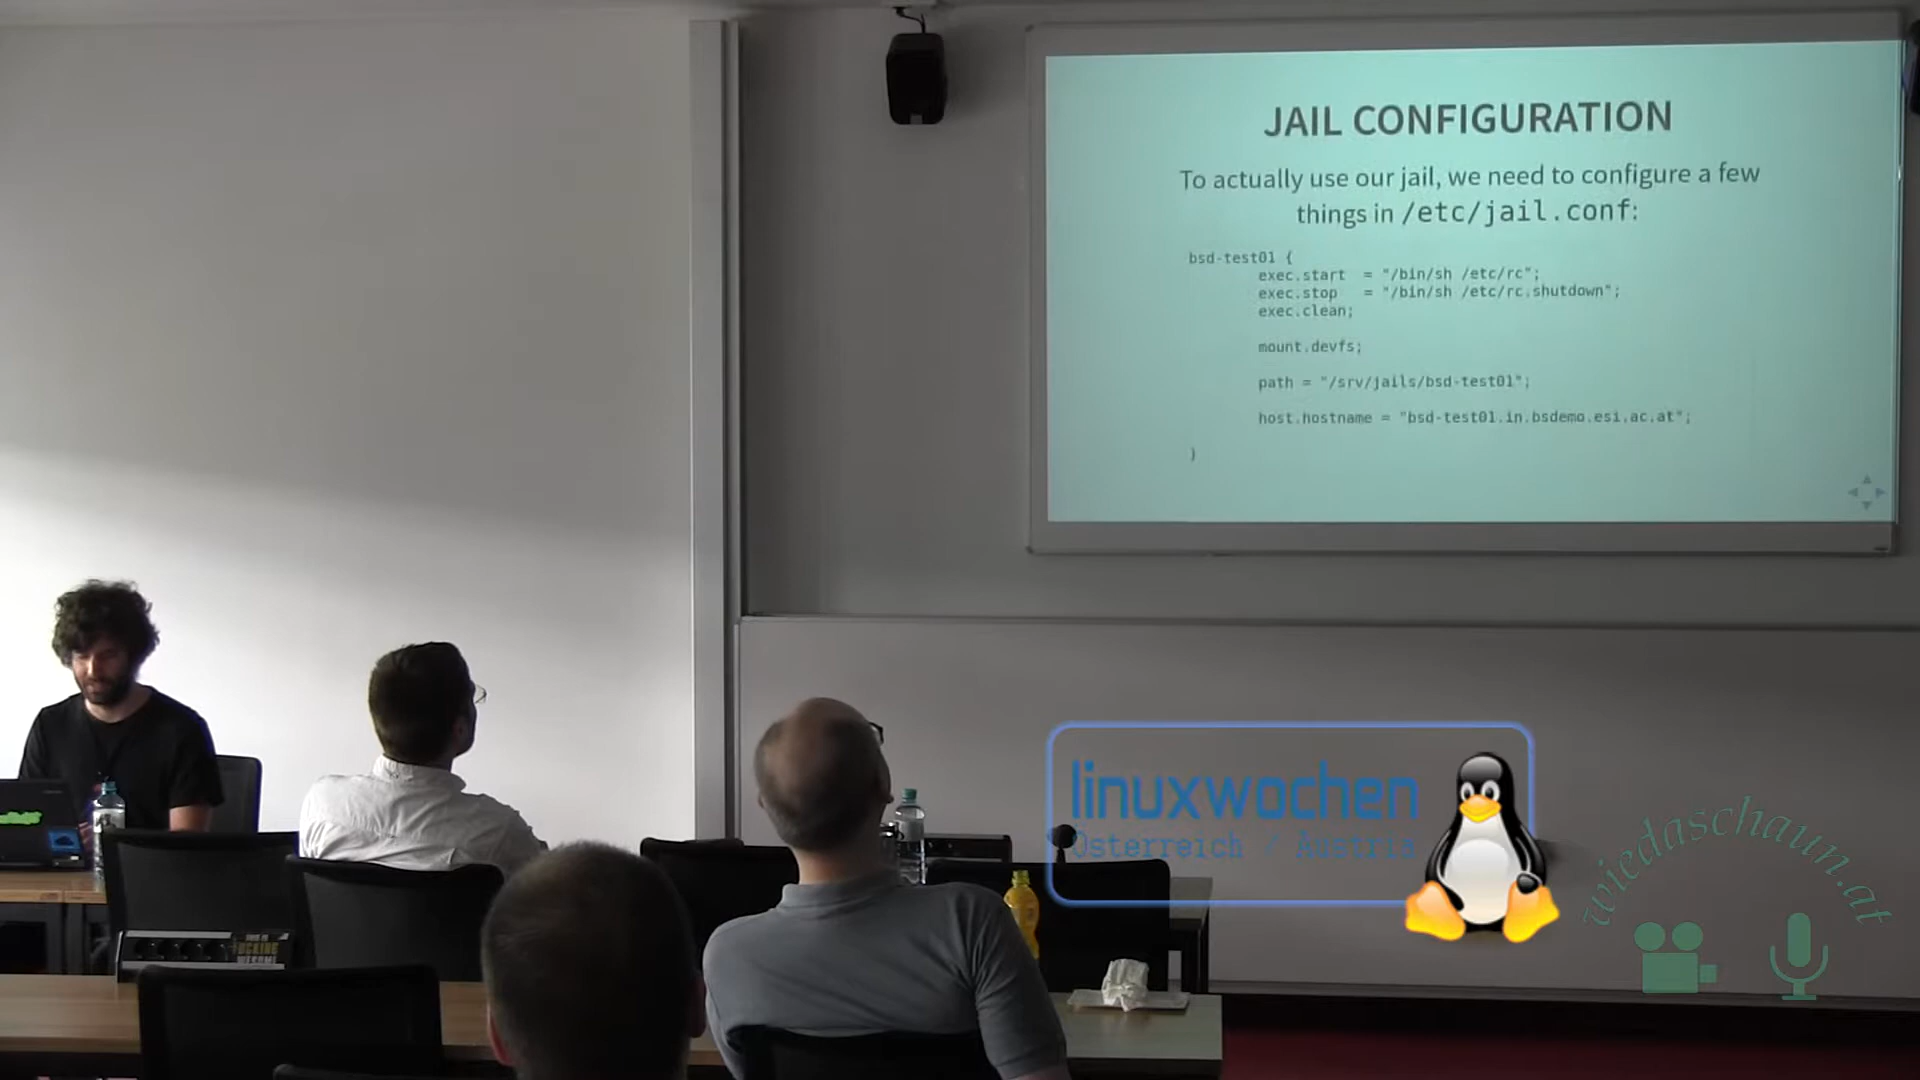 JAIL CONFIGURATION
To actually use our jail, we need to configure a few
things in /etc/jail.conf:
bsd-test01 {
exec.start = "/bin/sh /etc/rc";
exec.stop = "/bin/sh /etc/rc.shutdown";
exec.clean;
mount.devfs;
path = "/srv/jails/bsd-test01";
host.hostname = "bsd-test01.in.bsdemo.esi.ac.at";
}
linuxwochen
Österreich / Austria
wiedaschaun.at